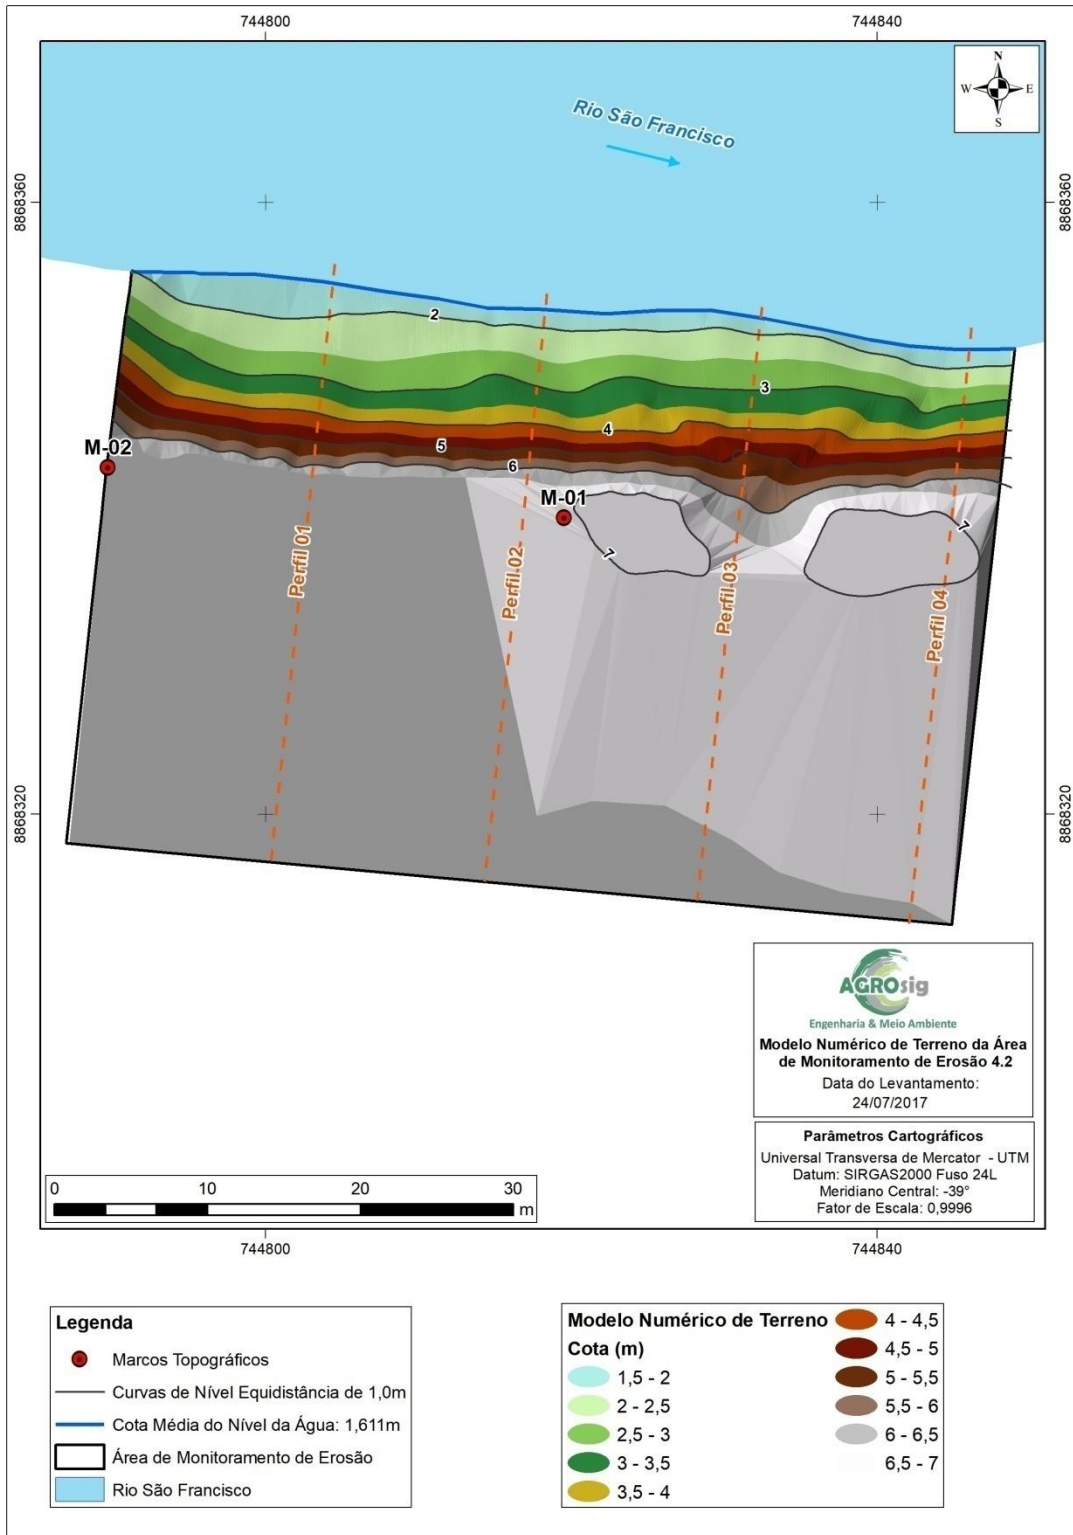 744800
744840
N
W
E
S
Rio São Francisco
8868360
8868360
2
3
4
5
6
M-02
M-01
7
7
Perfil 01
Perfil 02
Perfil 03
Perfil 04
8868320
8868320
AGROsig
Engenharia & Meio Ambiente
Modelo Numérico de Terreno da Área
de Monitoramento de Erosão 4.2
Data do Levantamento:
24/07/2017
Parâmetros Cartográficos
Universal Transversa de Mercator - UTM
Datum: SIRGAS2000 Fuso 24L
Meridiano Central: -39°
Fator de Escala: 0,9996
0 10 20 30
m
744800
744840
Legenda
Marcos Topográficos
Curvas de Nível Equidistância de 1,0m
Cota Média do Nível da Água: 1,611m
Área de Monitoramento de Erosão
Rio São Francisco
Modelo Numérico de Terreno
Cota (m)
1,5 - 2
2 - 2,5
2,5 - 3
3 - 3,5
3,5 - 4
4 - 4,5
4,5 - 5
5 - 5,5
5,5 - 6
6 - 6,5
6,5 - 7